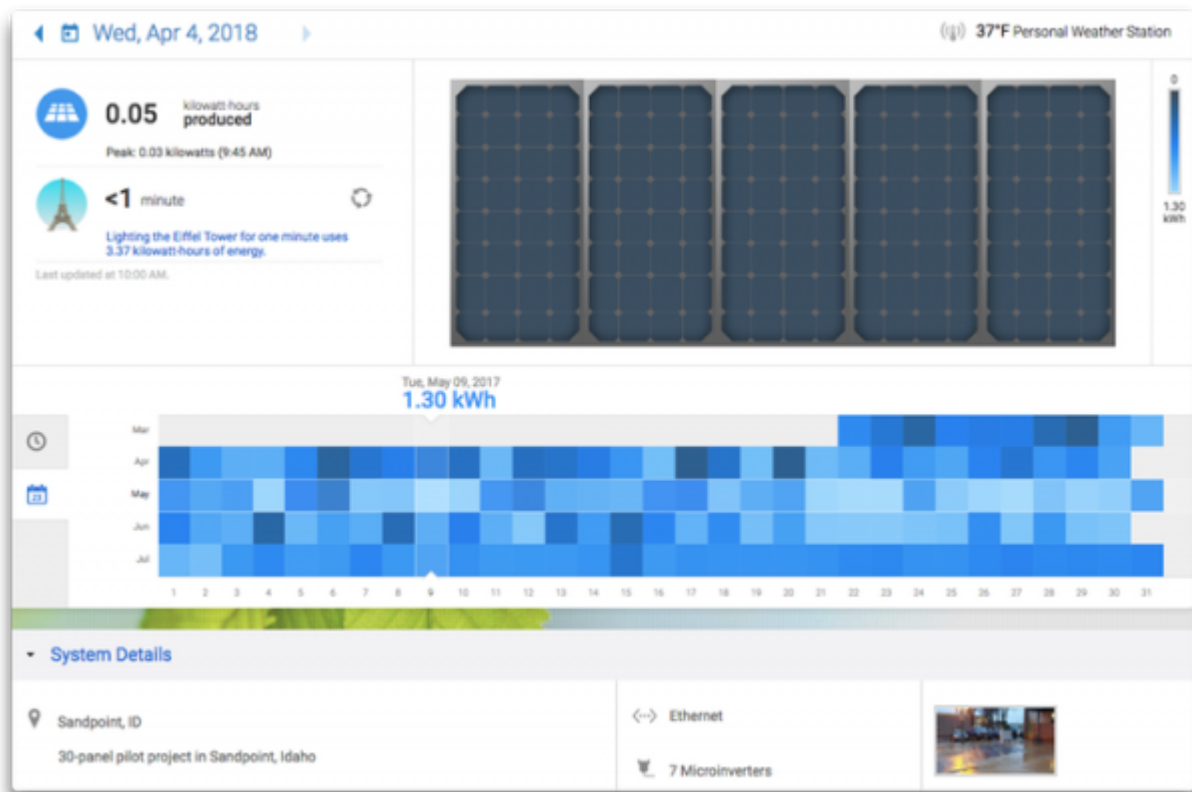 Wed, Apr 4, 2018
37°F Personal Weather Station
0.05 kilowatt-hours produced
Peak: 0.03 kilowatts (9:45 AM)
<1 minute
Lighting the Eiffel Tower for one minute uses
3.37 kilowatt-hours of energy.
Last updated at 10:00 AM.
0
1.30
kWh
Tue, May 09, 2017
1.30 kWh
Mar
Apr
May
23
Jun
Jul
1 2 3 4 5 6 7 8 9 10 11 12 13 14 15 16 17 18 19 20 21 22 23 24 25 26 27 28 29 30 31
System Details
Sandpoint, ID
30-panel pilot project in Sandpoint, Idaho
Ethernet
7 Microinverters